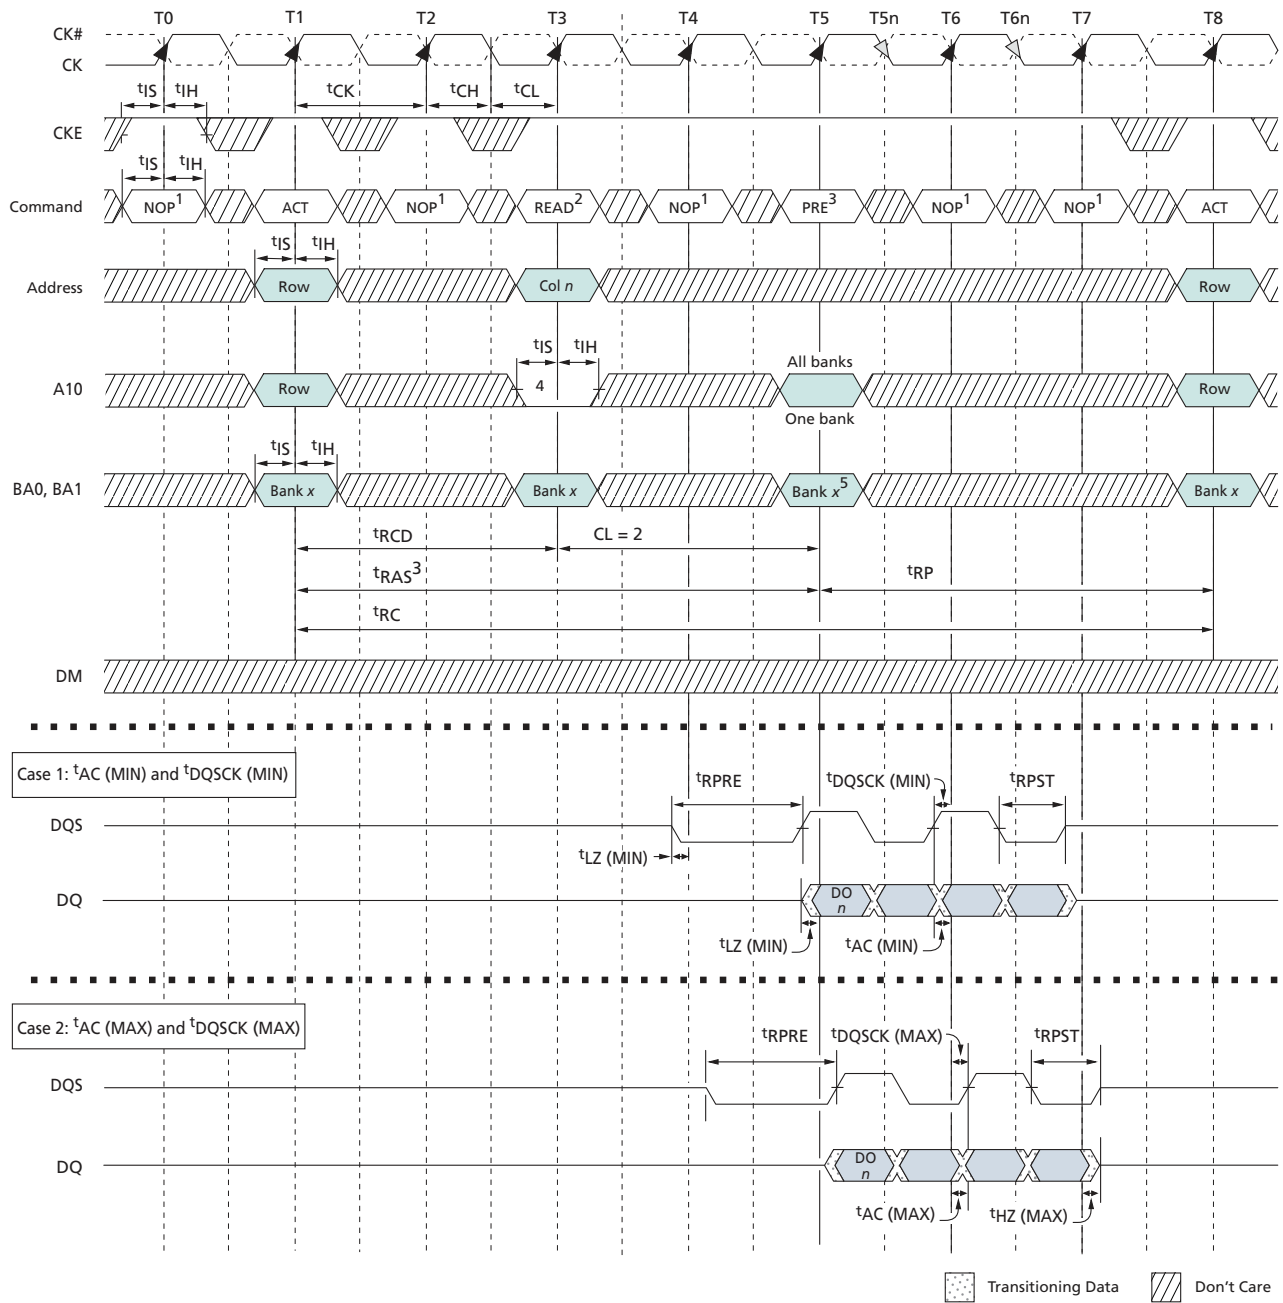 T0 T1 T2 T3 T4 T5 T5n T6 T6n T7 T8
CK#
CK
tIS tIH tCK tCH tCL
CKE
tIS tIH
Command NOP1 ACT NOP1 READ2 NOP1 PRE3 NOP1 NOP1 ACT
tIS tIH
Address Row Col n Row
tIS tIH All banks
A10 Row 4 Row
One bank
tIS tIH
BA0, BA1 Bank x Bank x Bank x5 Bank x
tRCD CL = 2
tRAS3 tRP
tRC
DM
Case 1: tAC (MIN) and tDQSCK (MIN)
tRPRE tDQSCK (MIN) tRPST
DQS
tLZ (MIN)
DQ DO n
tLZ (MIN) tAC (MIN)
Case 2: tAC (MAX) and tDQSCK (MAX)
tRPRE tDQSCK (MAX) tRPST
DQS
DQ DO n
tAC (MAX) tHZ (MAX)
Transitioning Data Don't Care